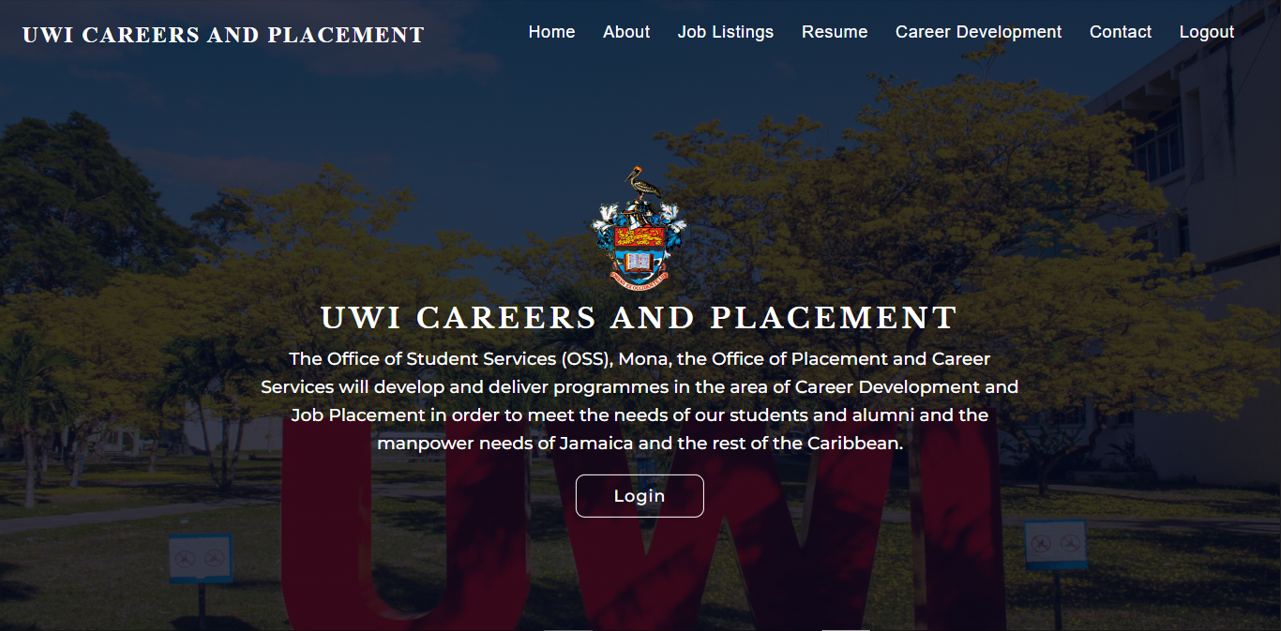 UWI CAREERS AND PLACEMENT
Home About Job Listings Resume Career Development Contact Logout
UWI CAREERS AND PLACEMENT
The Office of Student Services (OSS), Mona, the Office of Placement and Career
Services will develop and deliver programmes in the area of Career Development and
Job Placement in order to meet the needs of our students and alumni and the
manpower needs of Jamaica and the rest of the Caribbean.
Login
UWI